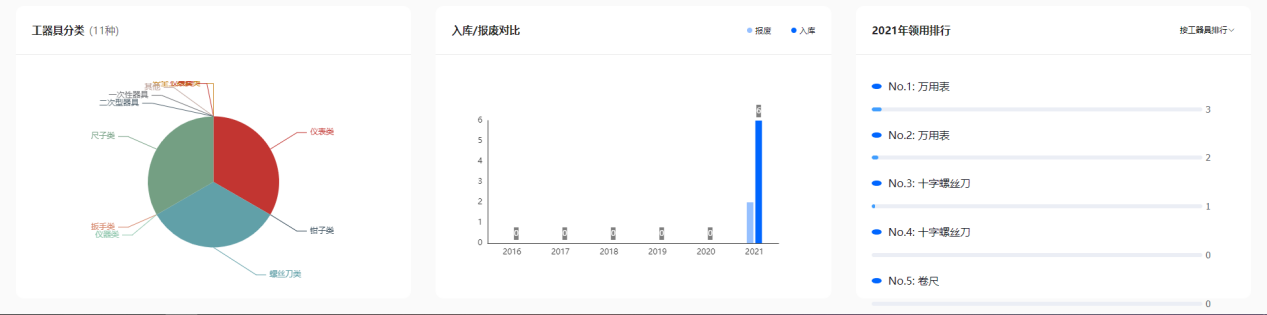 工器具分类 (11种)
一次性器具
二次型器具
尺子类
扳手类
仪器类
仪表类
钳子类
螺丝刀类
入库/报废对比
报废
入库
6
5
4
3
2
1
0
2016
2017
2018
2019
2020
2021
2021年领用排行
按工器具排行
No.1: 万用表
3
No.2: 万用表
2
No.3: 十字螺丝刀
1
No.4: 十字螺丝刀
0
No.5: 卷尺
0